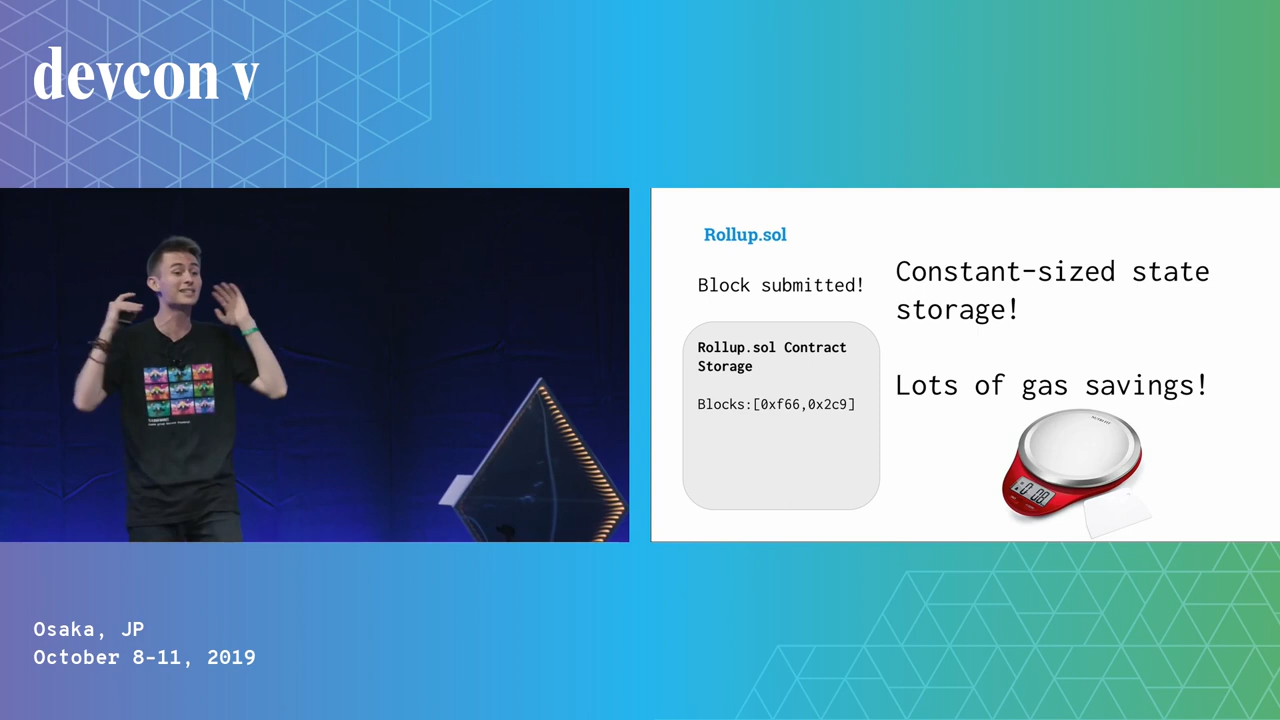 devcon v
Rollup.sol
Block submitted!
Rollup.sol Contract
Storage
Blocks:[0xf66,0x2c9]
Constant-sized state
storage!
Lots of gas savings!
Osaka, JP
October 8-11, 2019